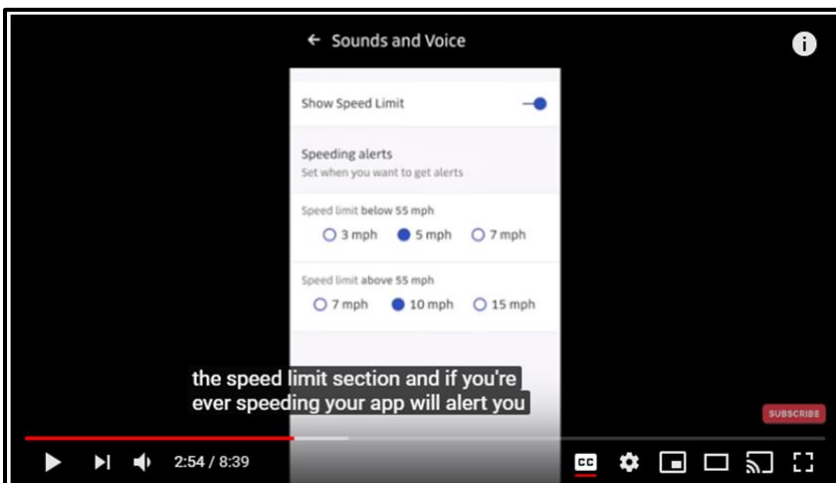 ← Sounds and Voice
i
Show Speed Limit
Speeding alerts
Set when you want to get alerts
Speed limit below 55 mph
3 mph 5 mph 7 mph
Speed limit above 55 mph
7 mph 10 mph 15 mph
the speed limit section and if you're
ever speeding your app will alert you
SUBSCRIBE
2:54 / 8:39
CC